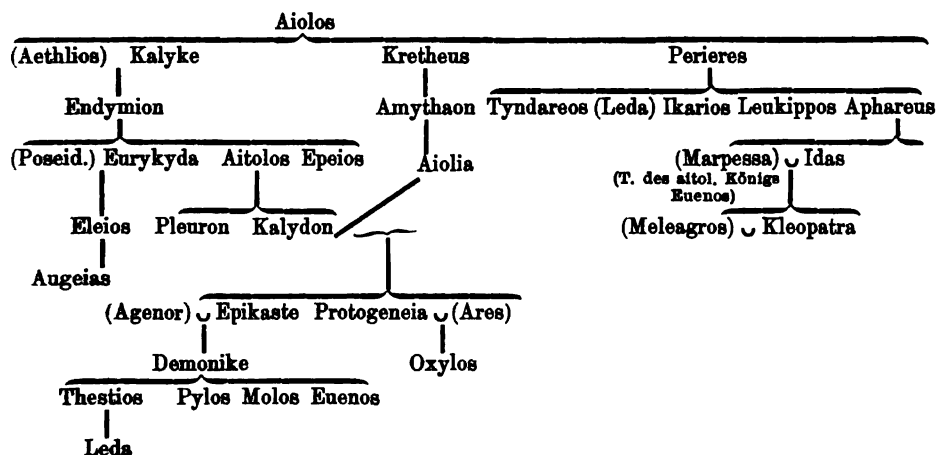 Aiolos
(Aethlios) Kalyke Kretheus Perieres
Endymion Amythaon Tyndareos (Leda) Ikarios Leukippos Aphareus
(Poseid.) Eurykyda Aitolos Epeios Aiolia (Marpessa) Idas
(T. des aitol. Königs
Euenos)
Eleios Pleuron Kalydon (Meleagros) Kleopatra
Augeias
(Agenor) Epikaste Protogeneia (Ares)
Demonike Oxylos
Thestios Pylos Molos Euenos
Leda